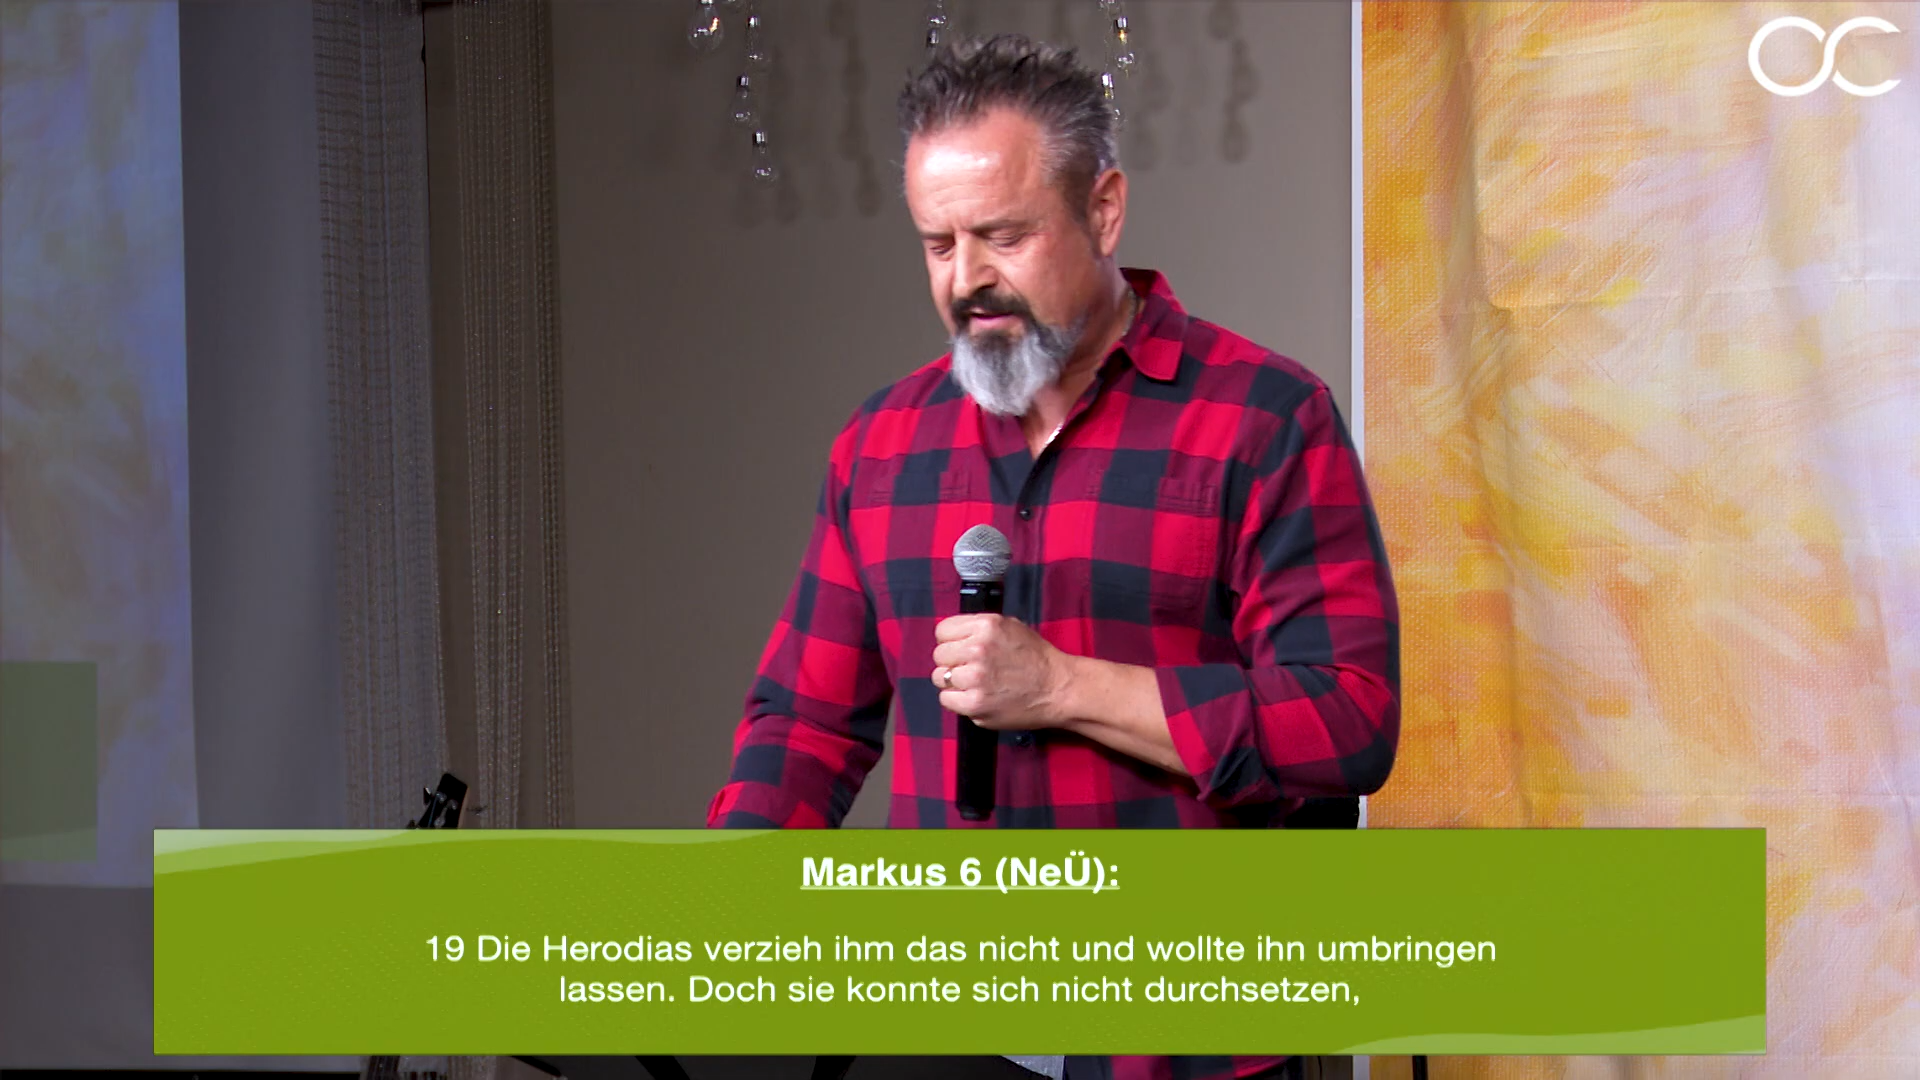 OC
Markus 6 (NeÜ):
19 Die Herodias verzieh ihm das nicht und wollte ihn umbringen
lassen. Doch sie konnte sich nicht durchsetzen,